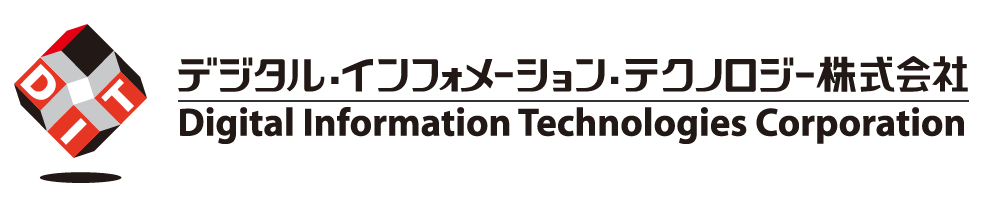 D
I
T
デジタル・インフォメーション・テクノロジー株式会社
Digital Information Technologies Corporation